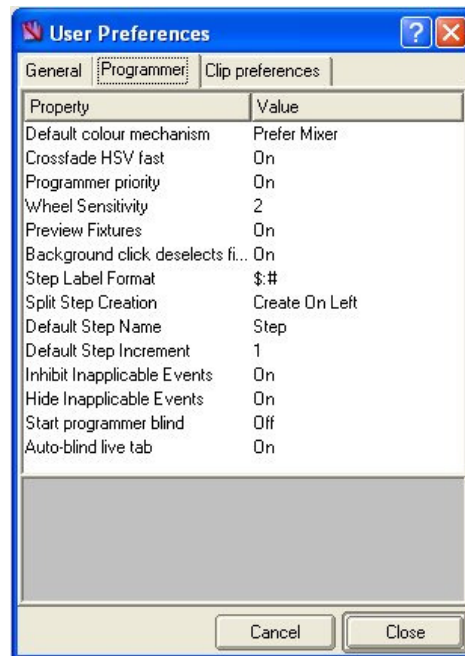 User Preferences
General Programmer Clip preferences
Property Value
Default colour mechanism Prefer Mixer
Crossfade HSV fast On
Programmer priority On
Wheel Sensitivity 2
Preview Fixtures On
Background click deselects fi... On
Step Label Format $:#
Split Step Creation Create On Left
Default Step Name Step
Default Step Increment 1
Inhibit Inapplicable Events On
Hide Inapplicable Events On
Start programmer blind Off
Auto-blind live tab On
Cancel Close